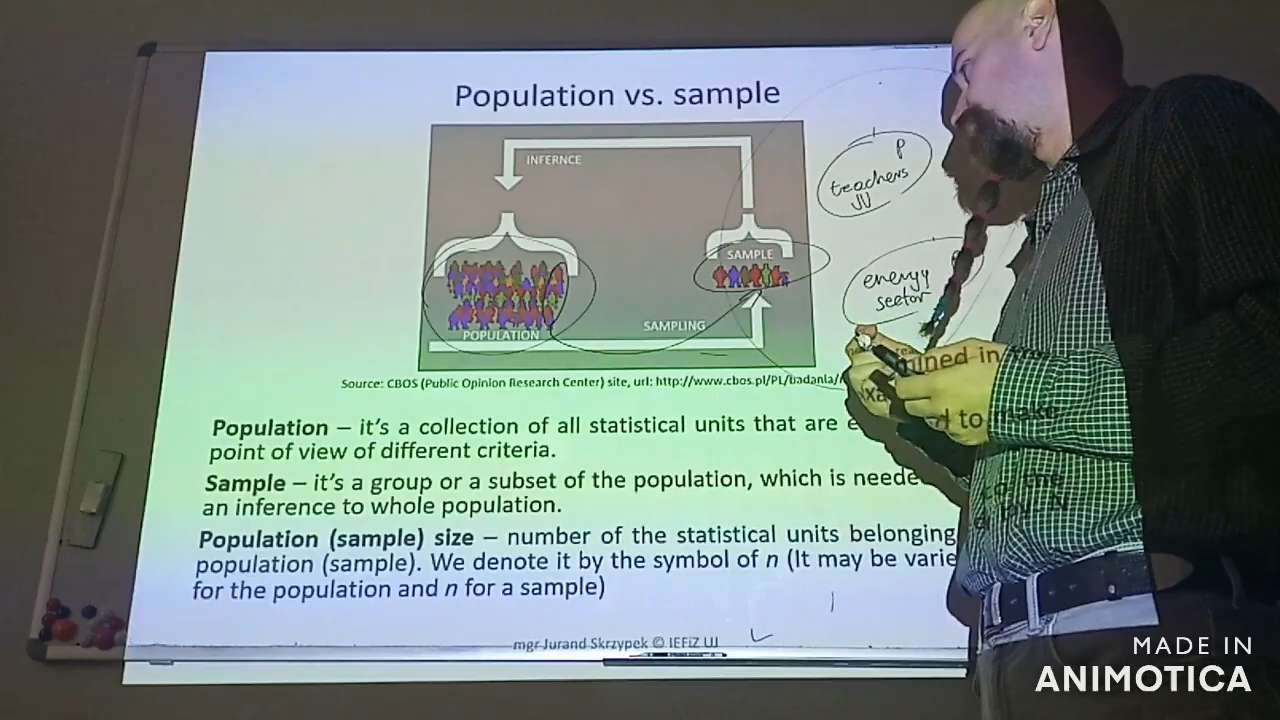 Population vs. sample
INFERNCE
P
teachers
JU
SAMPLE
energy
sector
SAMPLING
POPULATION
Source: CBOS (Public Opinion Research Center) site, url: http://www.cbos.pl/PL/badania/
Population – it's a collection of all statistical units that are
point of view of different criteria.
Sample – it's a group or a subset of the population, which is neede
to make
an inference to whole population.
Population (sample) size – number of the statistical units belonging
population (sample). We denote it by the symbol of n (It may be varie
for the population and n for a sample)
mgr Jurand Skrzypek © IEFiZ UJ
MADE IN
ANIMOTICA